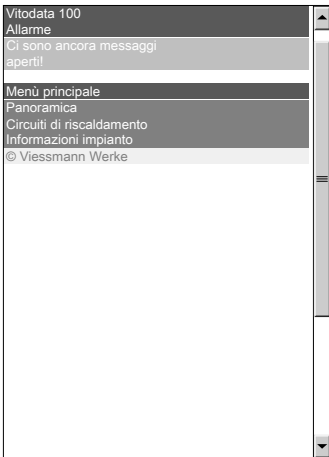 Vitodata 100
Allarme
Ci sono ancora messaggi
aperti!
Menù principale
Panoramica
Circuiti di riscaldamento
Informazioni impianto
© Viessmann Werke